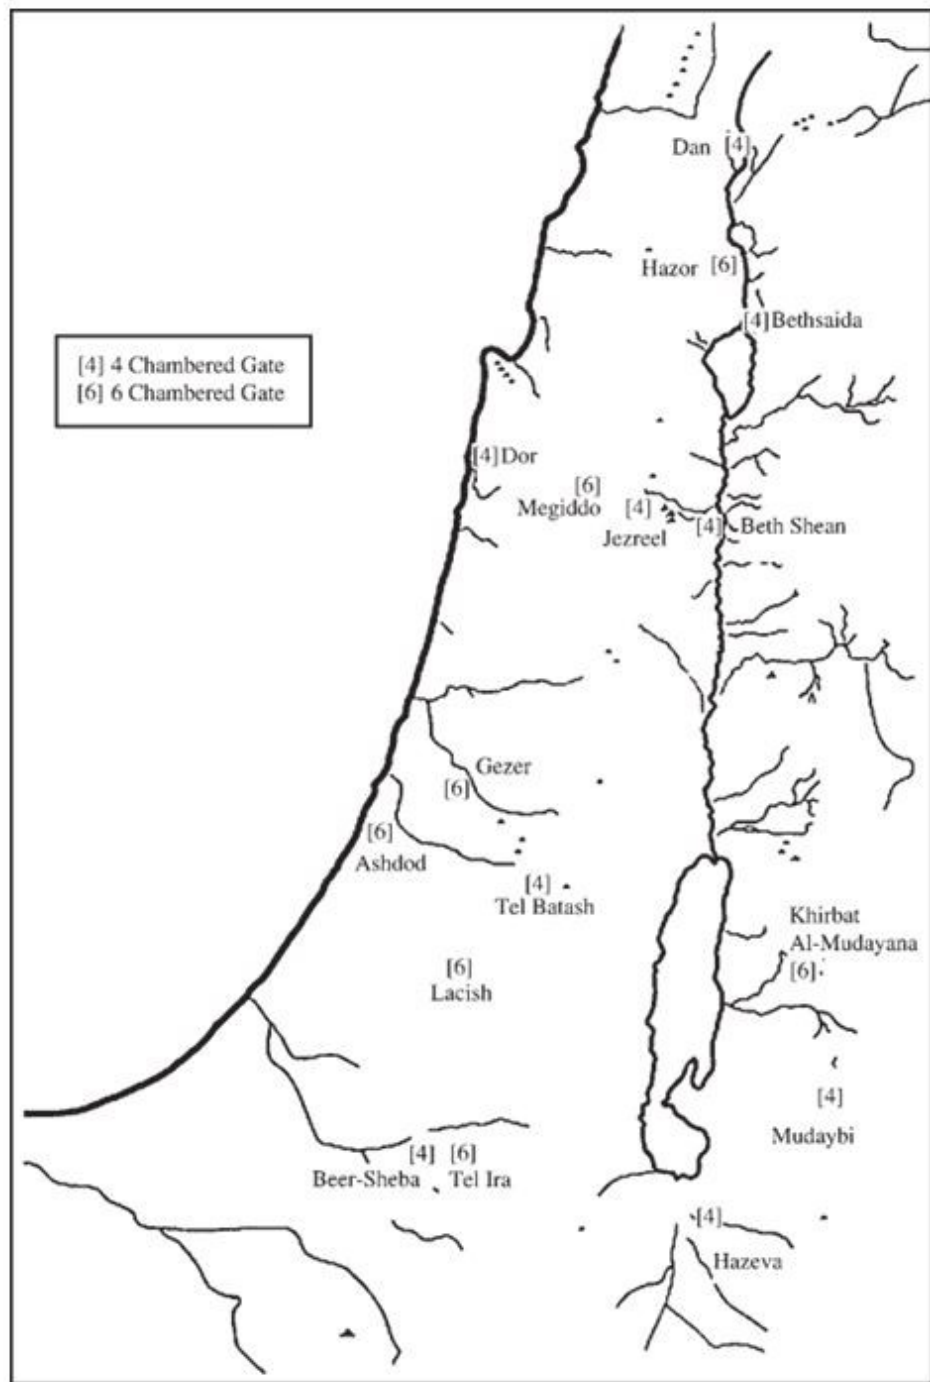 Dan [4]
Hazor [6]
[4] Bethsaida
[4] 4 Chambered Gate
[6] 6 Chambered Gate
[4] Dor
[6]
Megiddo
[4]
Jezreel
[4] Beth Shean
Gezer
[6]
[6]
Ashdod
[4]
Tel Batash
Khirbat
Al-Mudayana
[6]
[6]
Lacish
[4]
Mudaybi
[4] [6]
Beer-Sheba Tel Ira
[4]
Hazeva